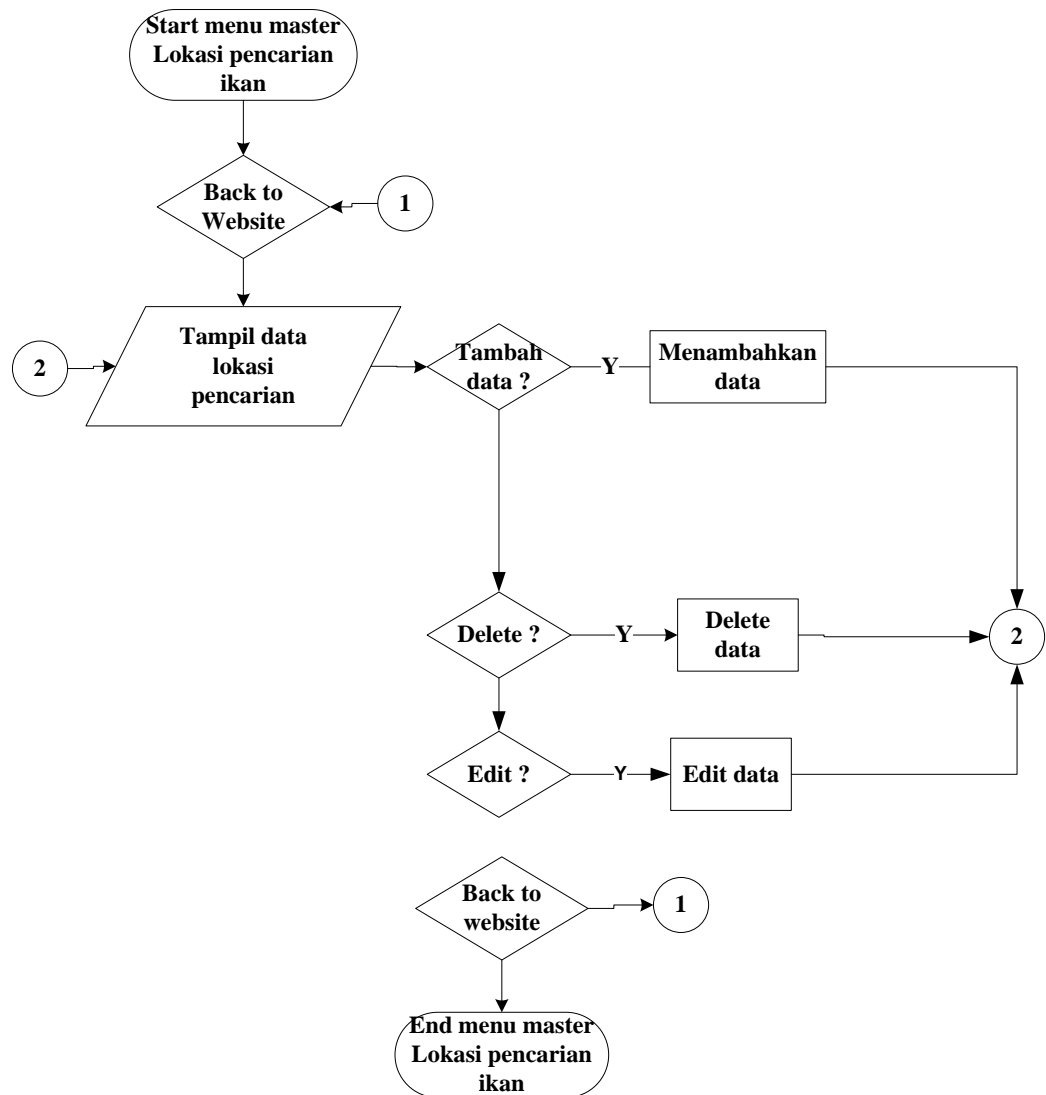 Start menu master
Lokasi pencarian
ikan
Back to
Website
1
2
Tampil data
lokasi
pencarian
Tambah
data ?
Y
Menambahkan
data
Delete ?
Y
Delete
data
2
Edit ?
Y
Edit data
Back to
website
1
End menu master
Lokasi pencarian
ikan